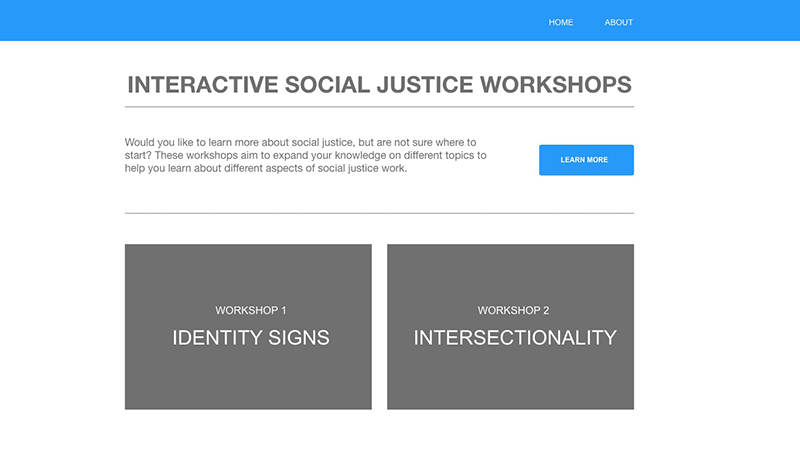 HOME ABOUT
INTERACTIVE SOCIAL JUSTICE WORKSHOPS
Would you like to learn more about social justice, but are not sure where to
start? These workshops aim to expand your knowledge on different topics to
help you learn about different aspects of social justice work.
LEARN MORE
WORKSHOP 1
IDENTITY SIGNS
WORKSHOP 2
INTERSECTIONALITY